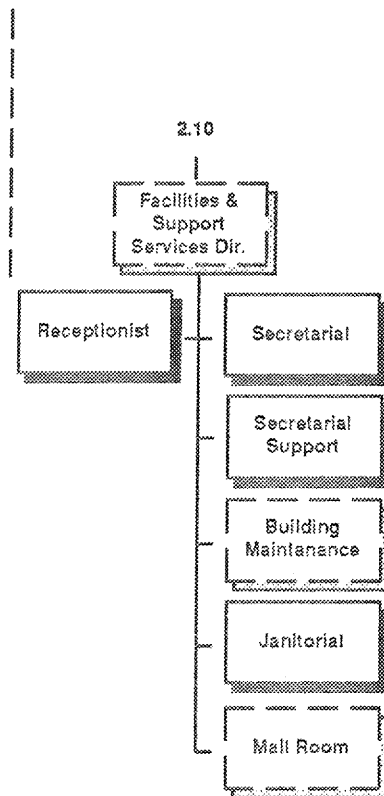 2.10
Facilities &
Support
Services Dir.
Receptionist
Secretarial
Secretarial
Support
Building
Maintanance
Janitorial
Mail Room